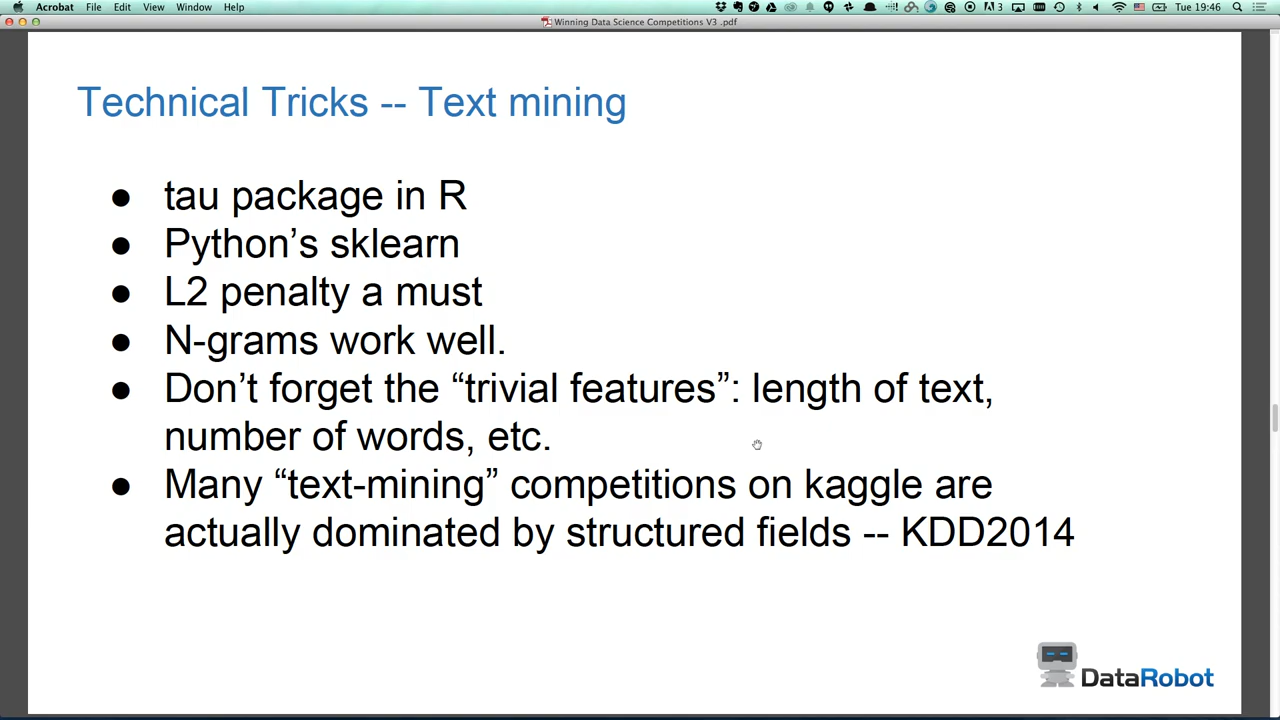 Acrobat File Edit View Window Help 3 Tue 19:46
Winning Data Science Competitions V3 .pdf
Technical Tricks -- Text mining
● tau package in R
● Python’s sklearn
● L2 penalty a must
● N-grams work well.
● Don’t forget the “trivial features”: length of text,
number of words, etc.
● Many “text-mining” competitions on kaggle are
actually dominated by structured fields -- KDD2014
DataRobot